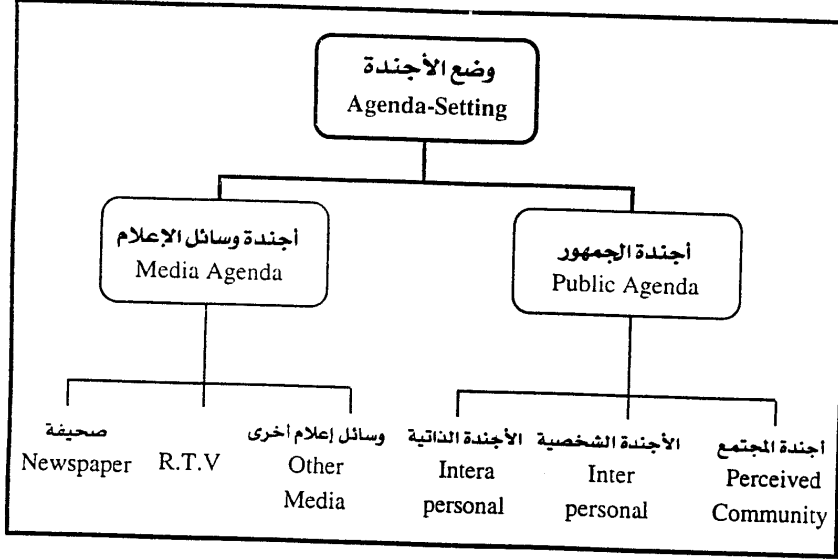 وضع الأجندة
Agenda-Setting
أجندة وسائل الإعلام
Media Agenda
أجندة الجمهور
Public Agenda
صحيفة
Newspaper
R.T.V
وسائل إعلام أخرى
Other
Media
الأجندة الذاتية
Intera
personal
الأجندة الشخصية
Inter
personal
أجندة المجتمع
Perceived
Community